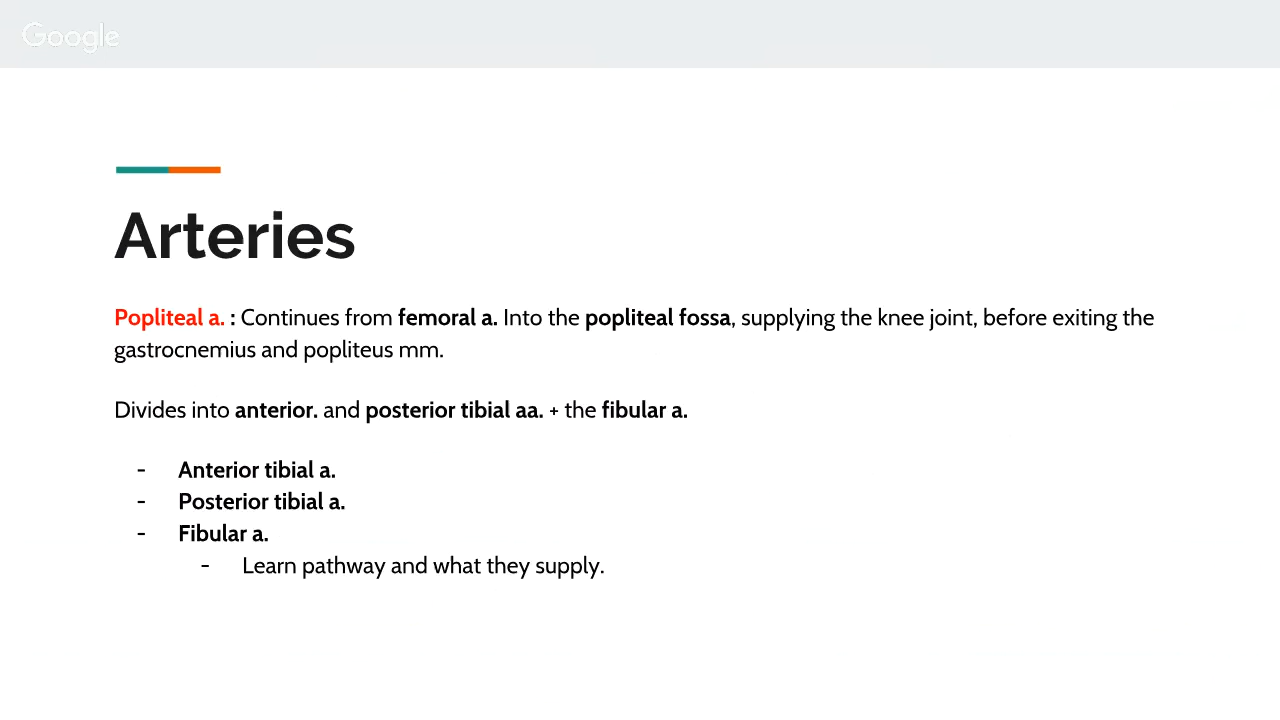 Google
Arteries
Popliteal a. : Continues from femoral a. Into the popliteal fossa, supplying the knee joint, before exiting the
gastrocnemius and popliteus mm.
Divides into anterior. and posterior tibial aa. + the fibular a.
- Anterior tibial a.
- Posterior tibial a.
- Fibular a.
- Learn pathway and what they supply.